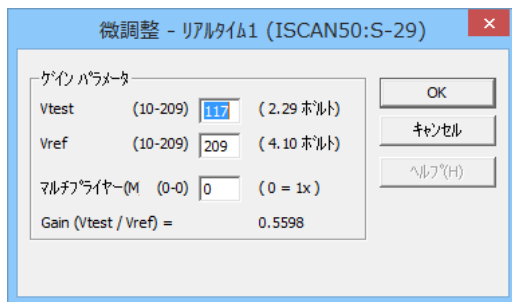 微調整 - ﾘｱﾙﾀｲﾑ1 (ISCAN50:S-29)
ｹﾞｲﾝ ﾊﾟﾗﾒｰﾀ
Vtest (10-209) 117 ( 2.29 ﾎﾞﾙﾄ)
Vref (10-209) 209 ( 4.10 ﾎﾞﾙﾄ)
ﾏﾙﾁﾌﾟﾗｲﾔｰ(M (0-0) 0 ( 0 = 1x )
Gain (Vtest / Vref) = 0.5598
OK
ｷｬﾝｾﾙ
ﾍﾙﾌﾟ(H)